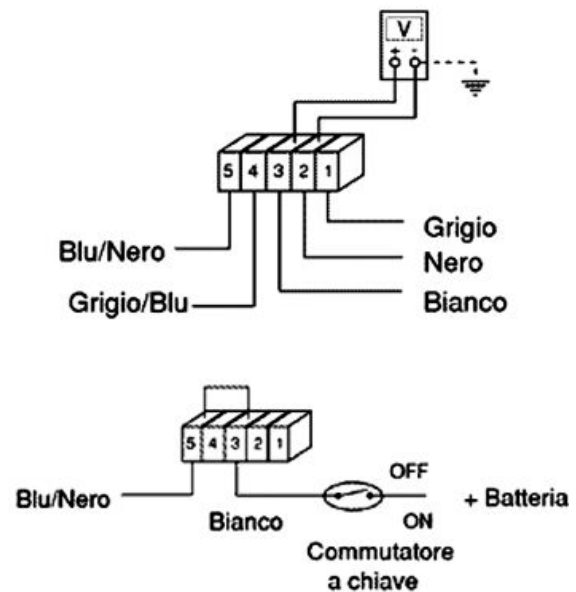 V
+ -
5 4 3 2 1
Grigio
Blu/Nero
Nero
Grigio/Blu
Bianco
5 4 3 2 1
OFF
Blu/Nero
Bianco
+ Batteria
ON
Commutatore
a chiave